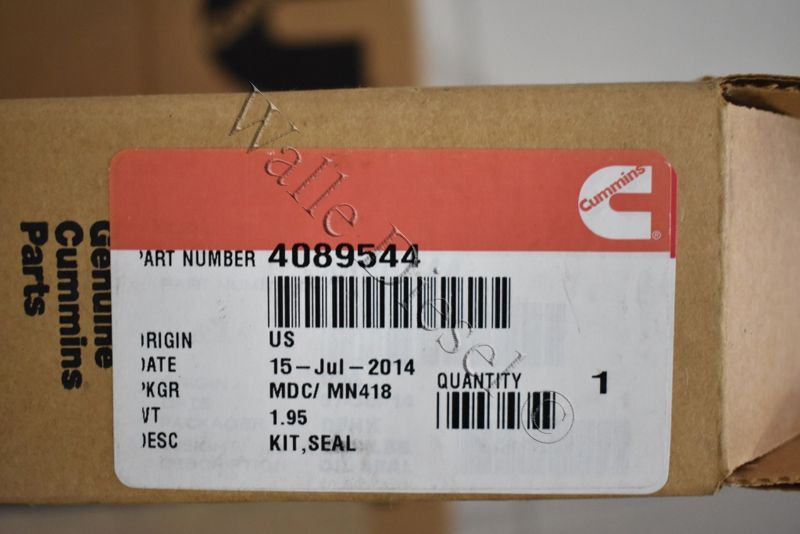 Cummins
®
PART NUMBER 4089544
ORIGIN US
DATE 15-Jul-2014
PKGR MDC/ MN418
WT 1.95
DESC KIT,SEAL
QUANTITY 1
Genuine
Cummins
Parts
Walle Diesel ©